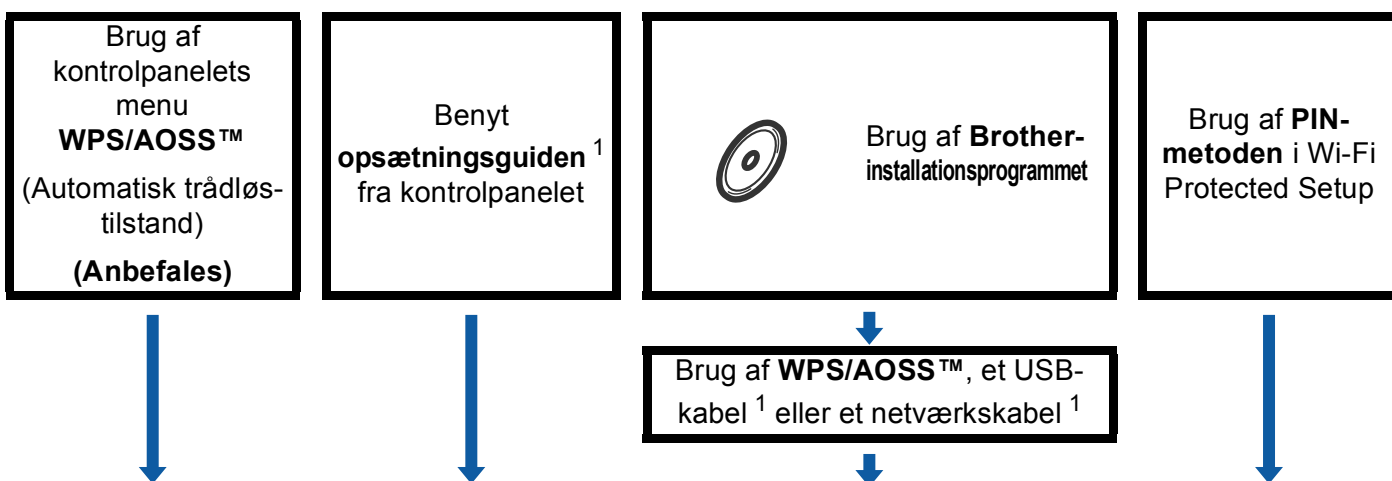 Brug af
kontrolpanelets
menu
WPS/AOSS™
(Automatisk trådløs-
tilstand)
(Anbefales)
Benyt
opsætningsguiden 1
fra kontrolpanelet
Brug af Brother-
installationsprogrammet
Brug af PIN-
metoden i Wi-Fi
Protected Setup
Brug af WPS/AOSS™, et USB-
kabel 1 eller et netværkskabel 1